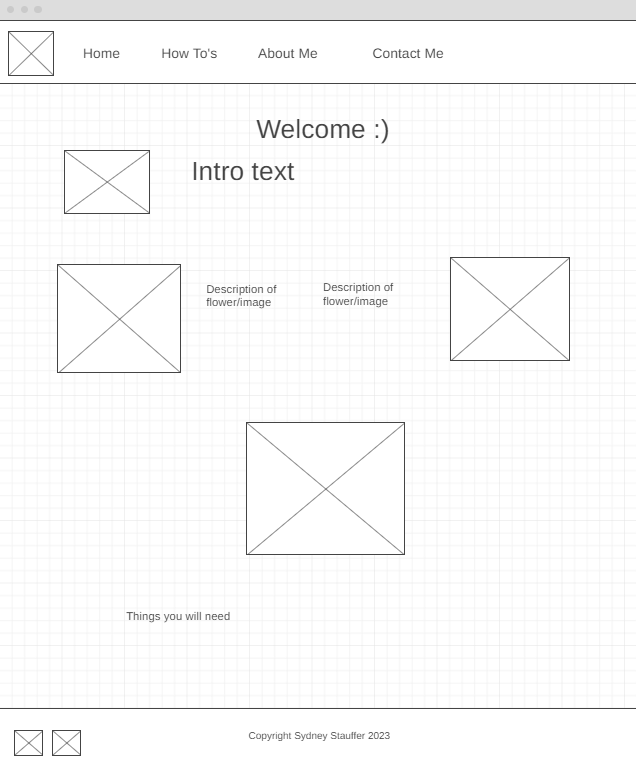 Home How To's About Me Contact Me
Welcome :)
Intro text
Description of
flower/image
Description of
flower/image
Things you will need
Copyright Sydney Stauffer 2023